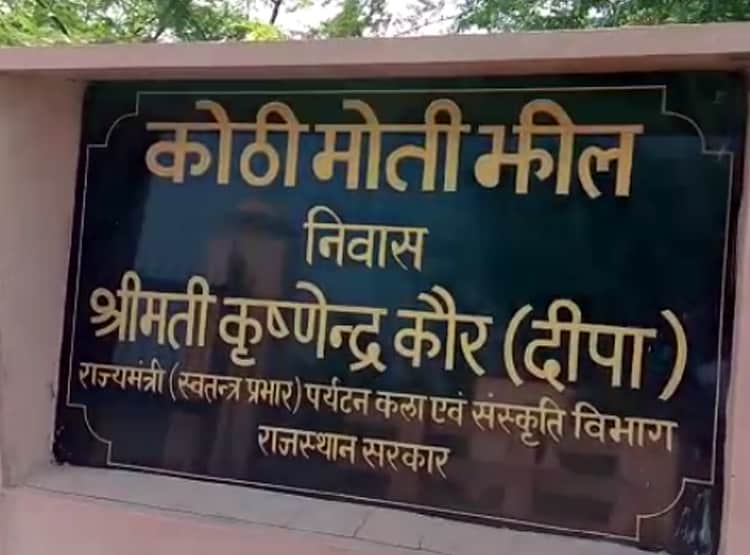 कोठी मोती झील
निवास
श्रीमती कृष्णेन्द्र कौर (दीपा)
राज्यमंत्री (स्वतन्त्र प्रभार) पर्यटन कला एवं संस्कृति विभाग
राजस्थान सरकार